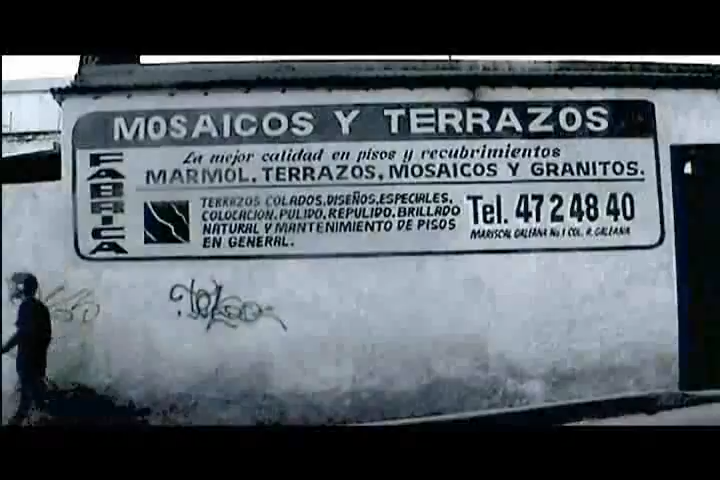 MOSAICOS Y TERRAZOS
FABRICA
La mejor calidad en pisos y recubrimientos
MARMOL, TERRAZOS, MOSAICOS Y GRANITOS.
TERRAZOS COLADOS, DISEÑOS, ESPECIALES,
COLOCACION, PULIDO, REPULIDO, BRILLADO
NATURAL Y MANTENIMIENTO DE PISOS
EN GENERAL.
Tel. 47 2 48 40
MARISCAL GALEANA No 1 COL. H. GALEANA